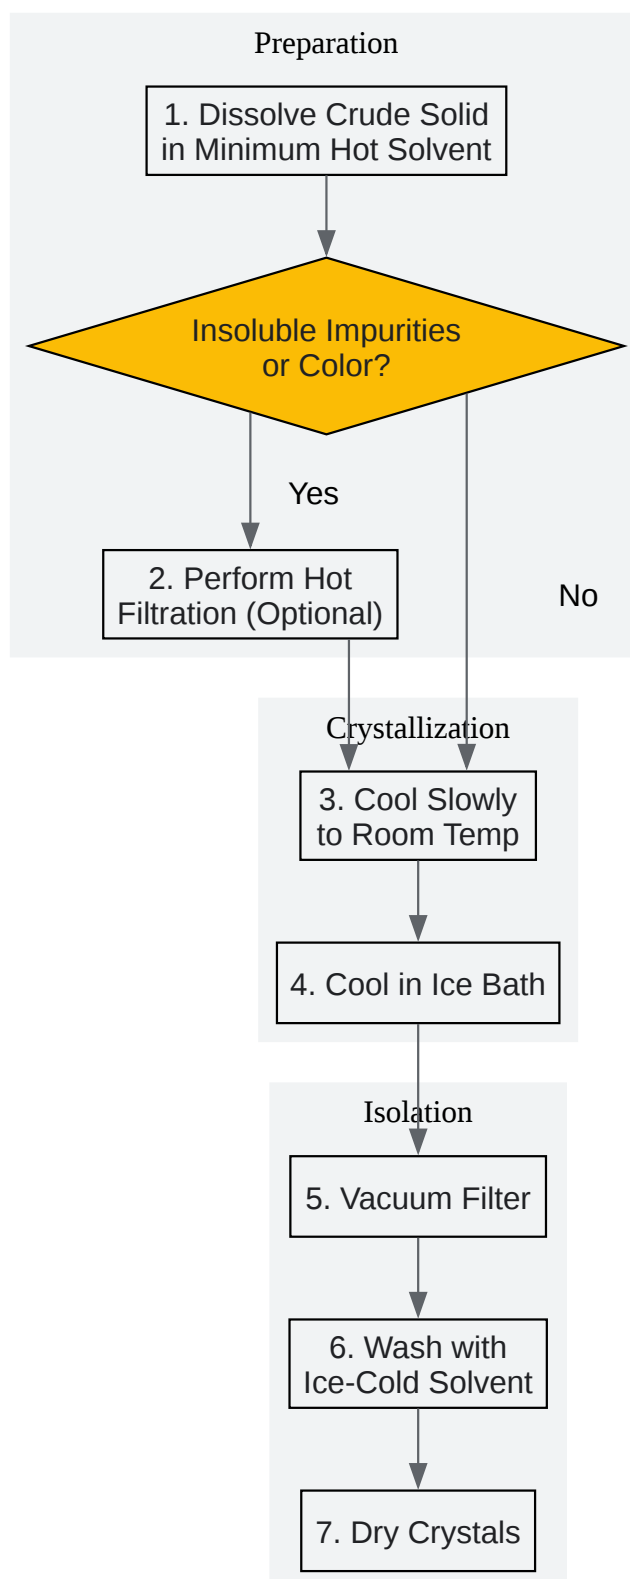 Preparation
1. Dissolve Crude Solid
in Minimum Hot Solvent
Insoluble Impurities
or Color?
Yes
2. Perform Hot
Filtration (Optional)
No
Crystallization
3. Cool Slowly
to Room Temp
4. Cool in Ice Bath
Isolation
5. Vacuum Filter
6. Wash with
Ice-Cold Solvent
7. Dry Crystals